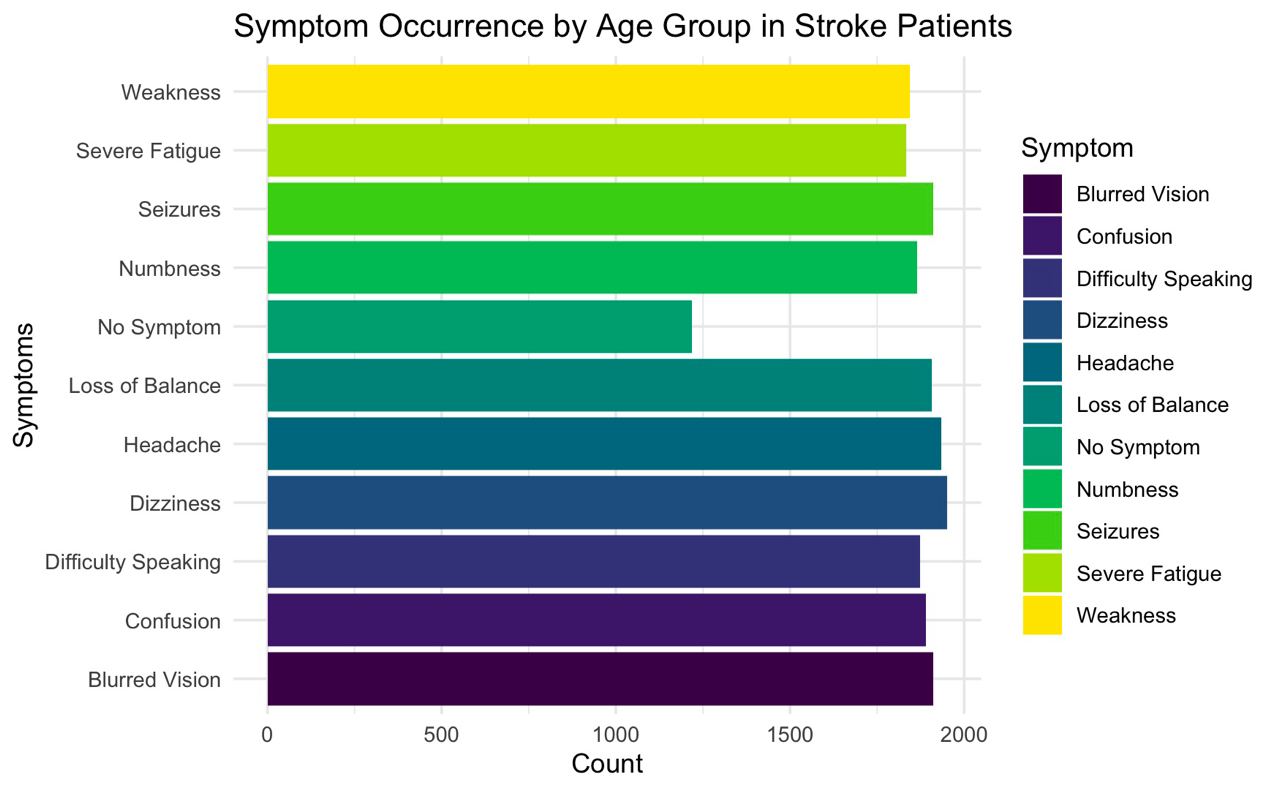 Symptom Occurrence by Age Group in Stroke Patients
Symptoms
Weakness
Severe Fatigue
Seizures
Numbness
No Symptom
Loss of Balance
Headache
Dizziness
Difficulty Speaking
Confusion
Blurred Vision
0 500 1000 1500 2000
Count
Symptom
Blurred Vision
Confusion
Difficulty Speaking
Dizziness
Headache
Loss of Balance
No Symptom
Numbness
Seizures
Severe Fatigue
Weakness